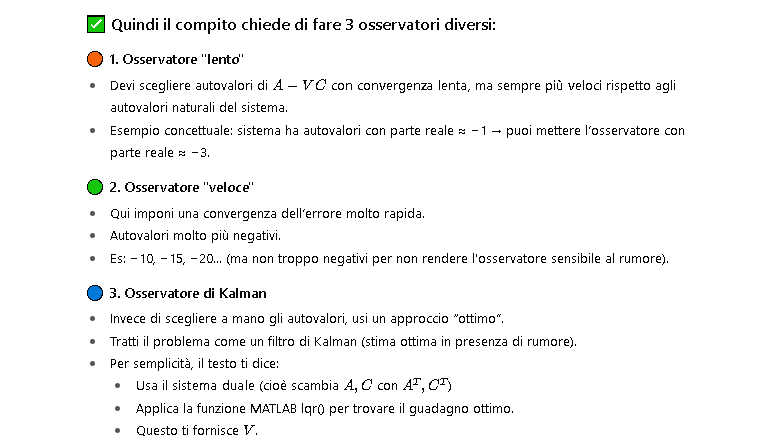 ✅ Quindi il compito chiede di fare 3 osservatori diversi:
🟠 1. Osservatore "lento"
• Devi scegliere autovalori di A − VC con convergenza lenta, ma sempre più veloci rispetto agli
autovalori naturali del sistema.
• Esempio concettuale: sistema ha autovalori con parte reale ≈ −1 → puoi mettere l'osservatore con
parte reale ≈ −3.
🟢 2. Osservatore "veloce"
• Qui imponi una convergenza dell'errore molto rapida.
• Autovalori molto più negativi.
• Es: −10, −15, −20… (ma non troppo negativi per non rendere l'osservatore sensibile al rumore).
🔵 3. Osservatore di Kalman
• Invece di scegliere a mano gli autovalori, usi un approccio "ottimo".
• Tratti il problema come un filtro di Kalman (stima ottima in presenza di rumore).
• Per semplicità, il testo ti dice:
• Usa il sistema duale (cioè scambia A, C con Aᵀ, Cᵀ)
• Applica la funzione MATLAB lqr() per trovare il guadagno ottimo.
• Questo ti fornisce V.